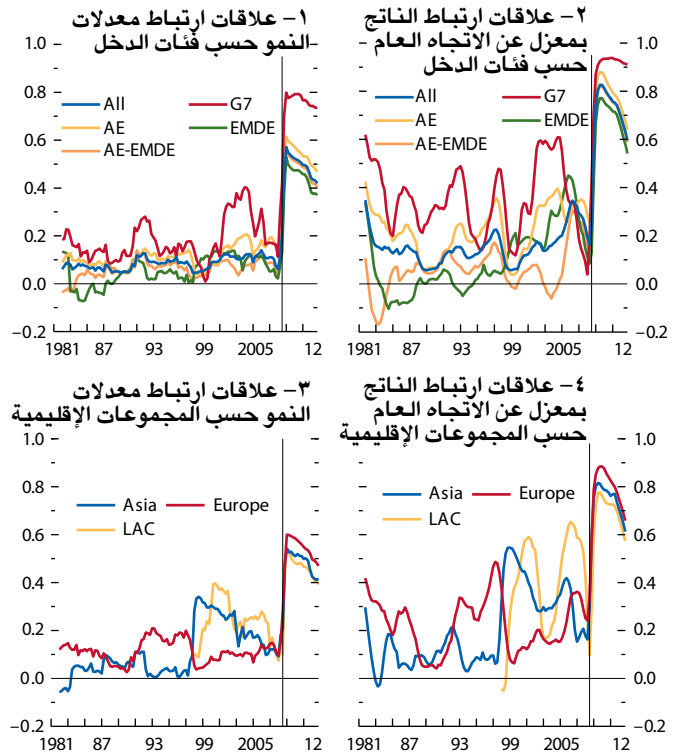 ١– علاقات ارتباط معدلات
النمو حسب فئات الدخل
1.0
0.8
0.6
0.4
0.2
0.0
–0.2
All
G7
AE
EMDE
AE-EMDE
1981 87 93 99 2005 12
٢– علاقات ارتباط الناتج
بمعزل عن الاتجاه العام
حسب فئات الدخل
1.0
0.8
0.6
0.4
0.2
0.0
–0.2
All
G7
AE
EMDE
AE-EMDE
1981 87 93 99 2005 12
٣– علاقات ارتباط معدلات
النمو حسب المجموعات الإقليمية
1.0
0.8
0.6
0.4
0.2
0.0
–0.2
Asia
Europe
LAC
1981 87 93 99 2005 12
٤– علاقات ارتباط الناتج
بمعزل عن الاتجاه العام
حسب المجموعات الإقليمية
1.0
0.8
0.6
0.4
0.2
0.0
–0.2
Asia
Europe
LAC
1981 87 93 99 2005 12